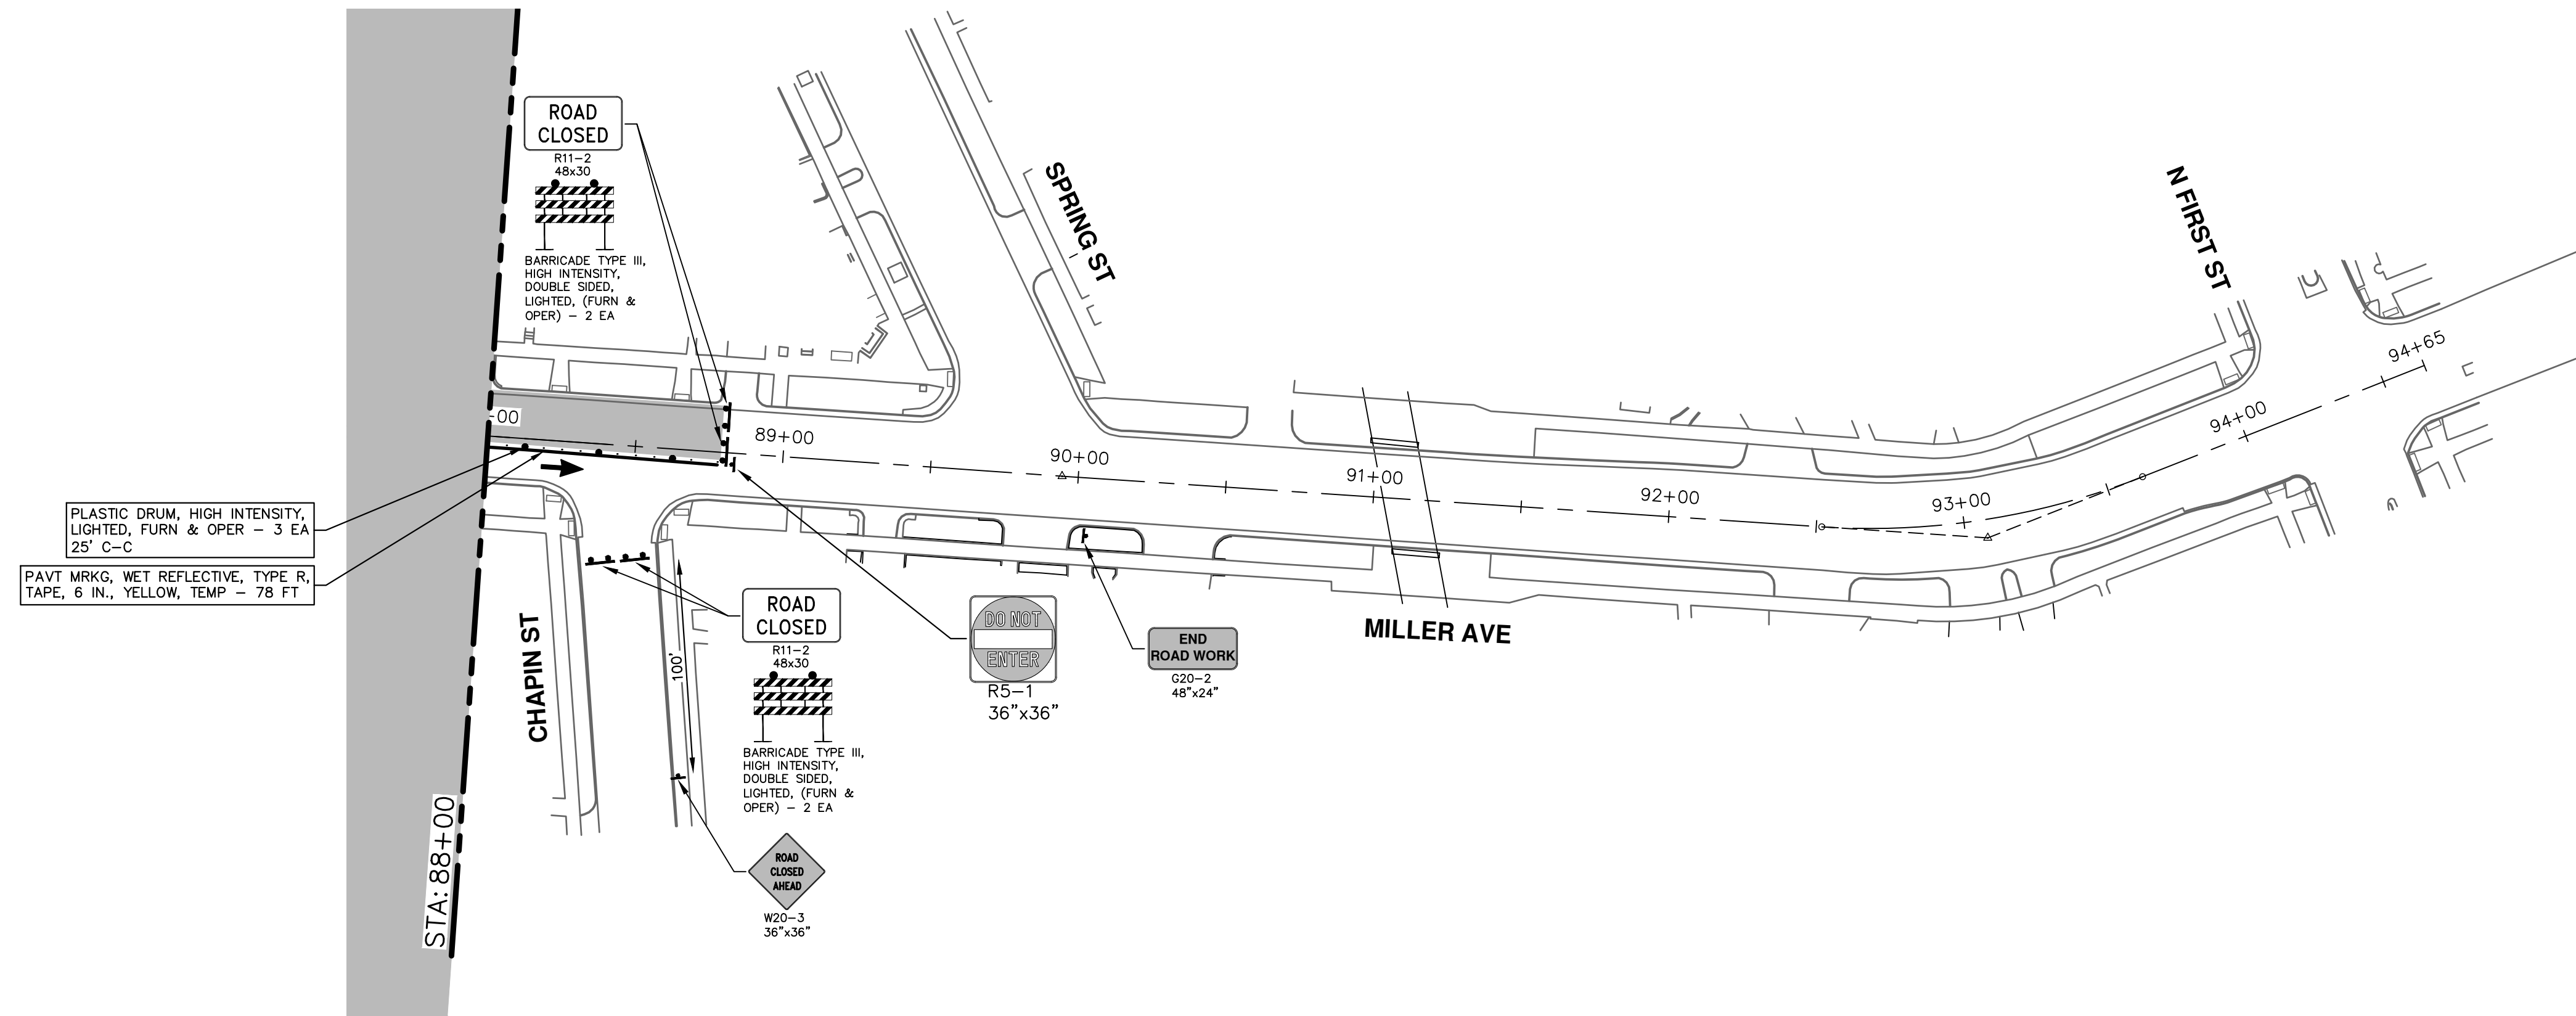 ROAD
CLOSED
R11-2
48x30
BARRICADE TYPE III,
HIGH INTENSITY,
DOUBLE SIDED,
LIGHTED, (FURN &
OPER) - 2 EA
SPRING ST
N FIRST ST
-00
89+00
90+00
91+00
92+00
93+00
94+00
94+65
PLASTIC DRUM, HIGH INTENSITY,
LIGHTED, FURN & OPER - 3 EA
25' C-C
PAVT MRKG, WET REFLECTIVE, TYPE R,
TAPE, 6 IN., YELLOW, TEMP - 78 FT
CHAPIN ST
100'
ROAD
CLOSED
R11-2
48x30
BARRICADE TYPE III,
HIGH INTENSITY,
DOUBLE SIDED,
LIGHTED, (FURN &
OPER) - 2 EA
DO NOT
ENTER
R5-1
36"x36"
END
ROAD WORK
G20-2
48"x24"
MILLER AVE
ROAD
CLOSED
AHEAD
W20-3
36"x36"
STA: 88+00